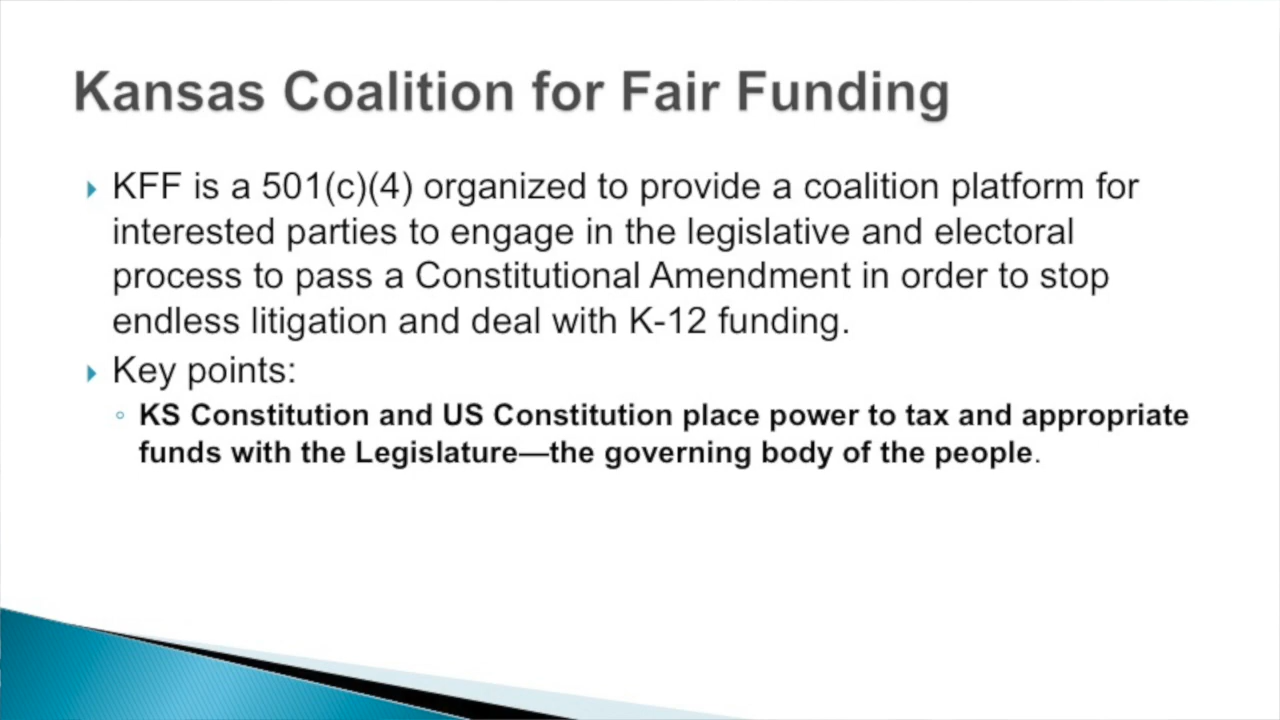 Kansas Coalition for Fair Funding
KFF is a 501(c)(4) organized to provide a coalition platform for
interested parties to engage in the legislative and electoral
process to pass a Constitutional Amendment in order to stop
endless litigation and deal with K-12 funding.
Key points:
KS Constitution and US Constitution place power to tax and appropriate
funds with the Legislature—the governing body of the people.